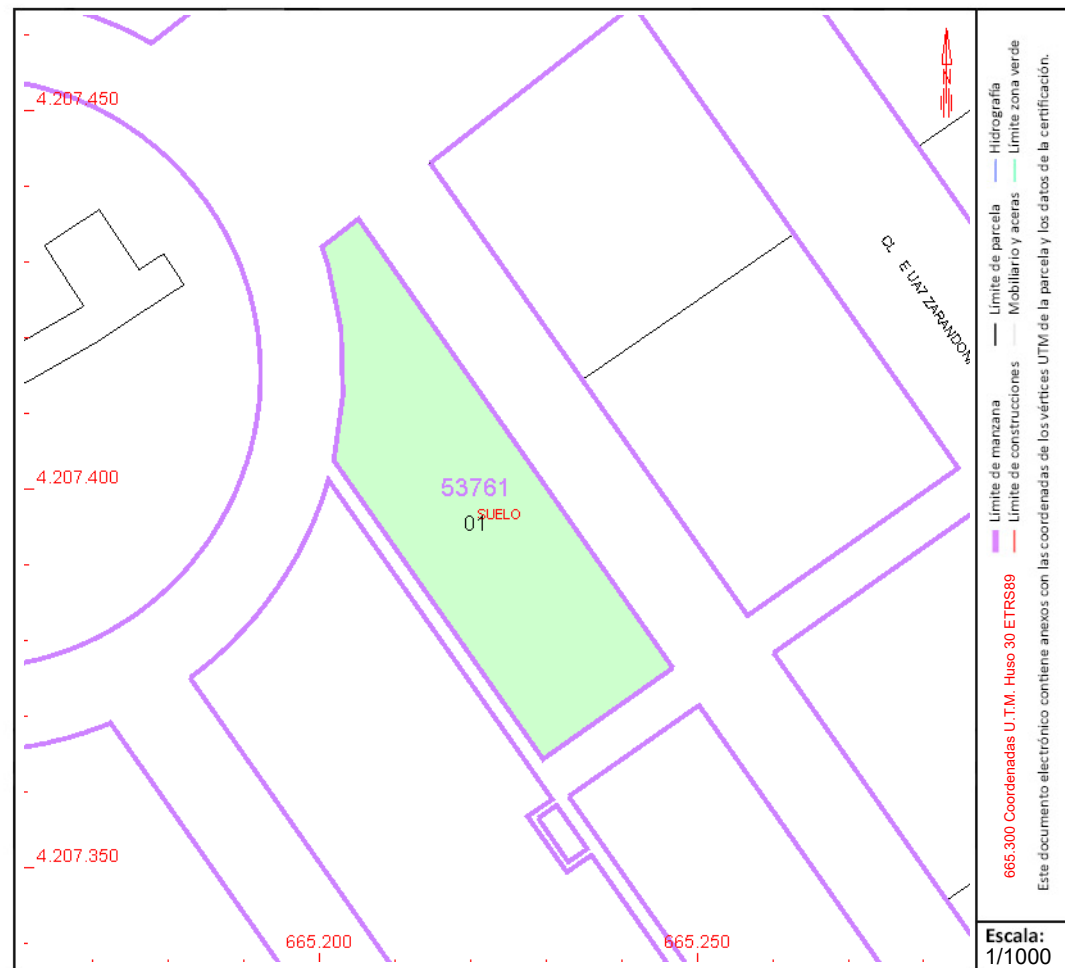 4.207.450
4.207.400
4.207.350
665.200
665.250
53761
SUELO
01
CL
ZARANDON
N
Límite de manzana
Límite de parcela
Hidrografía
Límite de construcciones
Mobiliario y aceras
Límite zona verde
665.300 Coordenadas U.T.M. Huso 30 ETRS89
Este documento electrónico contiene anexos con las coordenadas de los vértices UTM de la parcela y los datos de la certificación.
Escala:
1/1000